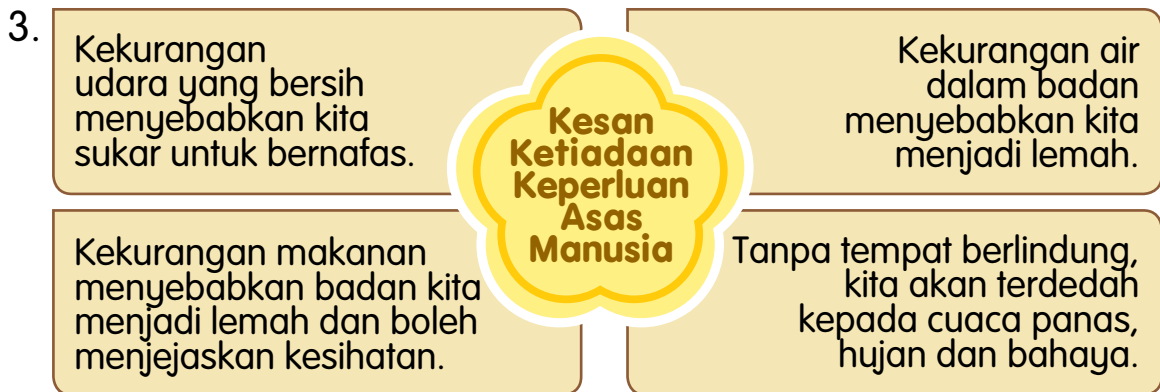 3.
Kekurangan
udara yang bersih
menyebabkan kita
sukar untuk bernafas.
Kesan
Ketiadaan
Keperluan
Asas
Manusia
Kekurangan air
dalam badan
menyebabkan kita
menjadi lemah.
Kekurangan makanan
menyebabkan badan kita
menjadi lemah dan boleh
menjejaskan kesihatan.
Tanpa tempat berlindung,
kita akan terdedah
kepada cuaca panas,
hujan dan bahaya.